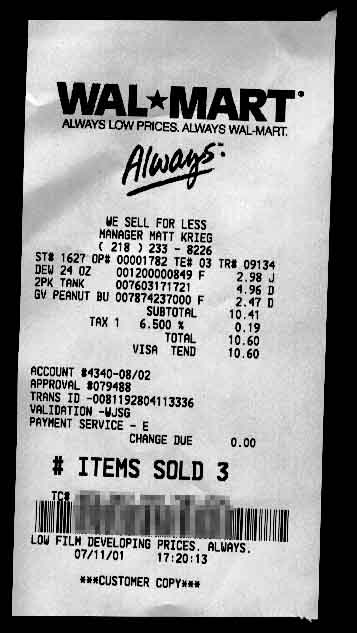 WAL★MART®
ALWAYS LOW PRICES. ALWAYS WAL-MART.
Always.
WE SELL FOR LESS
MANAGER MATT KRIEG
( 218 ) 233 - 8226
ST# 1627 OP# 00001782 TE# 03 TR# 09134
DEW 24 OZ 001200000849 F 2.98 J
2PK TANK 007603171721 4.96 D
GV PEANUT BU 007874237000 F 2.47 D
SUBTOTAL 10.41
TAX 1 6.500 % 0.19
TOTAL 10.60
VISA TEND 10.60
ACCOUNT #4340-08/02
APPROVAL #079488
TRANS ID -0081192804113336
VALIDATION -WJSG
PAYMENT SERVICE - E
CHANGE DUE 0.00
# ITEMS SOLD 3
TC#
LOW FILM DEVELOPING PRICES. ALWAYS.
07/11/01 17:20:13
***CUSTOMER COPY***